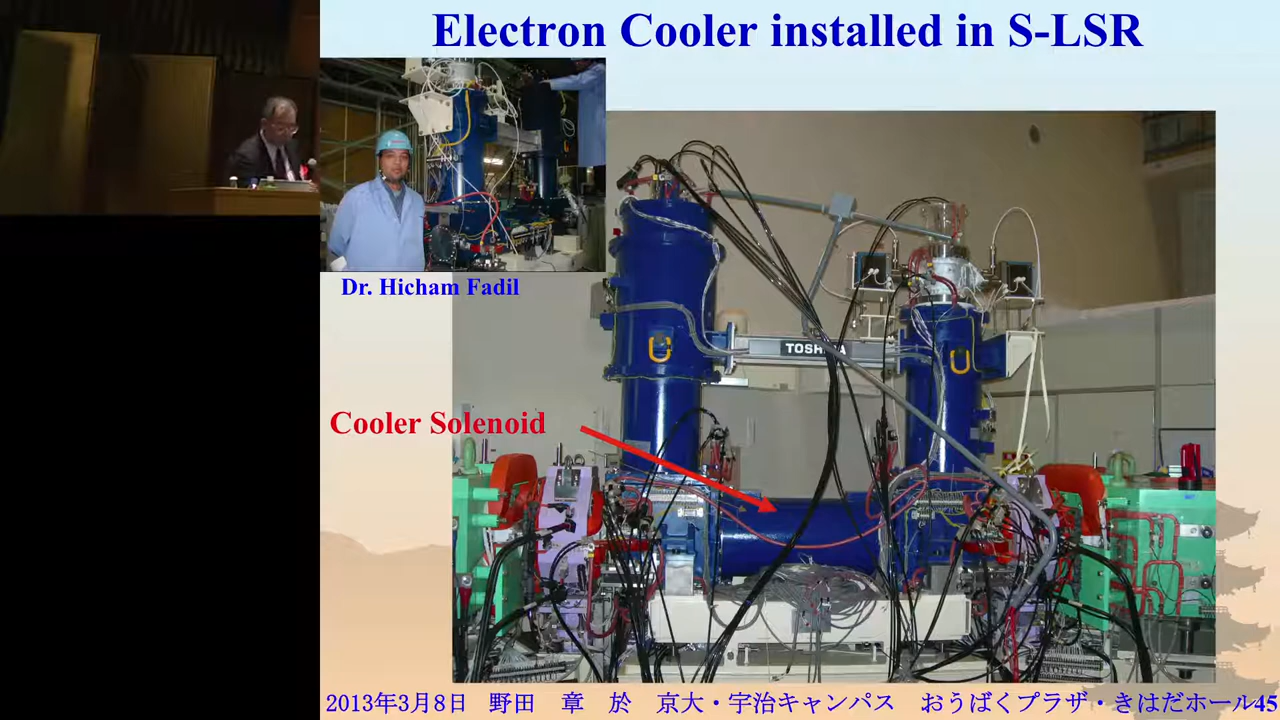 Electron Cooler installed in S-LSR
Dr. Hicham Fadil
TOSHIBA
Cooler Solenoid
2013年3月8日 野田 章 於 京大・宇治キャンパス おうばくプラザ・きはだホール45